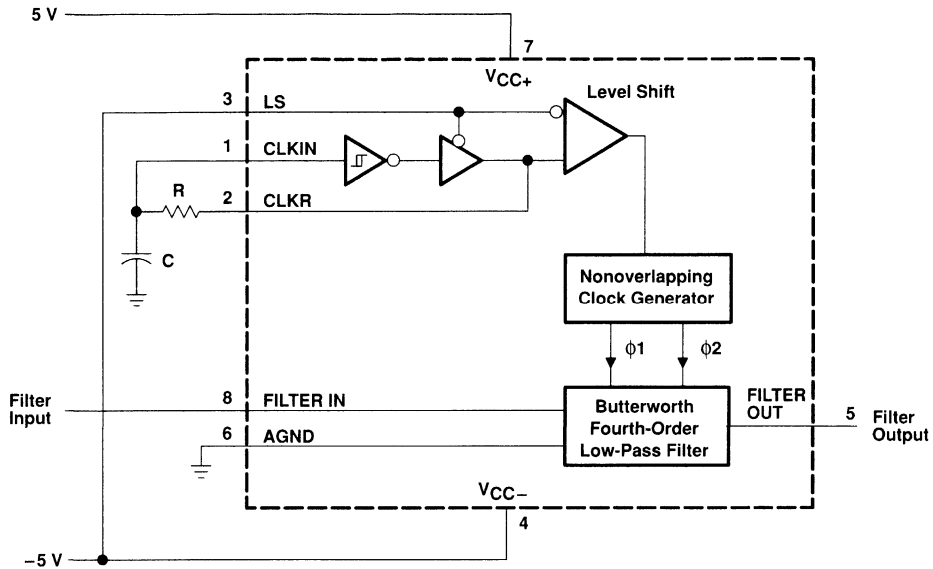 5 V
7
VCC+
Level Shift
3 LS
1 CLKIN
R
2 CLKR
C
Nonoverlapping
Clock Generator
ϕ1 ϕ2
Filter
Input
8 FILTER IN
6 AGND
Butterworth
Fourth-Order
Low-Pass Filter
FILTER
OUT
5
Filter
Output
VCC–
4
–5 V